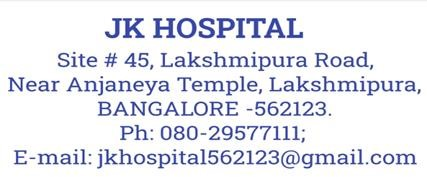 JK HOSPITAL
Site # 45, Lakshmipura Road,
Near Anjaneya Temple, Lakshmipura,
BANGALORE -562123.
Ph: 080-29577111;
E-mail: jkhospital562123@gmail.com